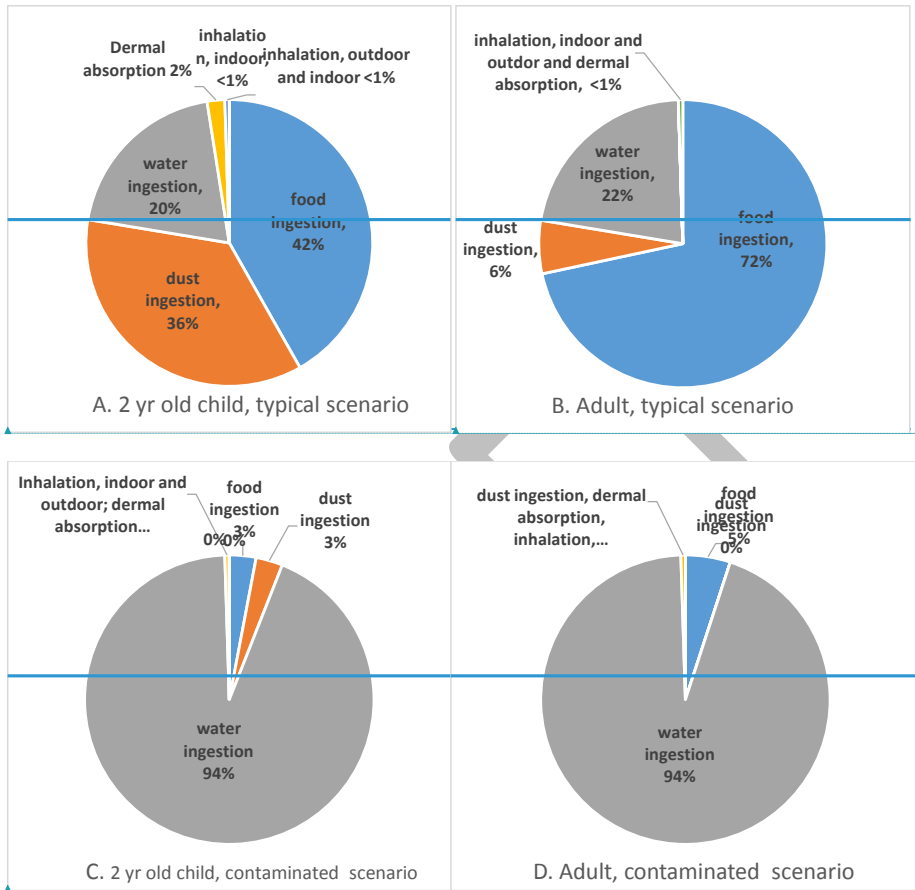 Dermal
absorption 2%
inhalatio
n, indoor,
<1%
inhalation, outdoor
and indoor <1%
water
ingestion,
20%
food
ingestion,
42%
dust
ingestion,
36%
A. 2 yr old child, typical scenario
inhalation, indoor and
outdor and dermal
absorption, <1%
water
ingestion,
22%
dust
ingestion,
6%
food
ingestion,
72%
B. Adult, typical scenario
Inhalation, indoor and
outdoor; dermal
absorption…
0%
0%
food
ingestion
3%
dust
ingestion
3%
water
ingestion
94%
C. 2 yr old child, contaminated scenario
dust ingestion, dermal
absorption,
inhalation,…
food
ingestion
5%
dust
ingestion
0%
water
ingestion
94%
D. Adult, contaminated scenario